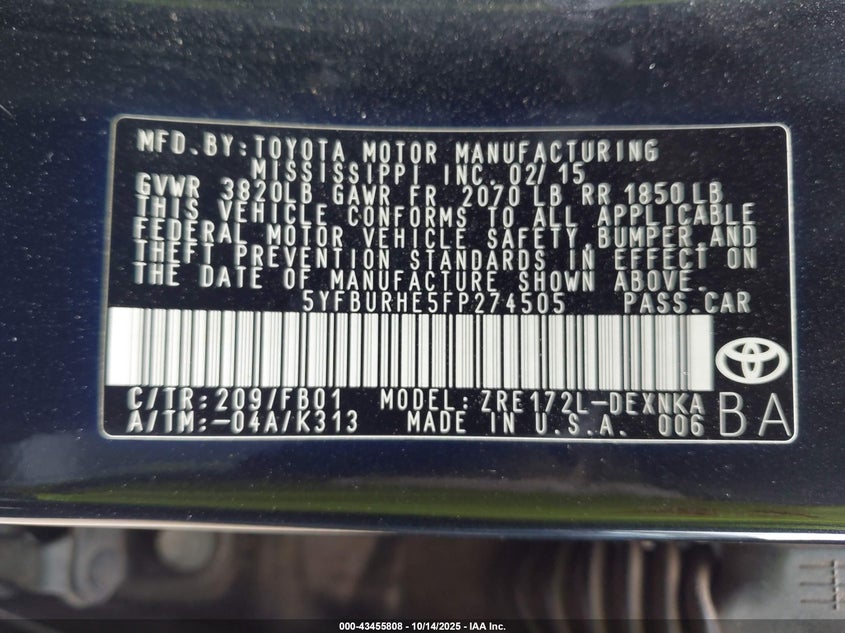 MFD. BY: TOYOTA MOTOR MANUFACTURING
MISSISSIPPI INC. 02/15
GVWR 3820LB GAWR FR 2070 LB RR 1850 LB
THIS VEHICLE CONFORMS TO ALL APPLICABLE
FEDERAL MOTOR VEHICLE SAFETY, BUMPER, AND
THEFT PREVENTION STANDARDS IN EFFECT ON
THE DATE OF MANUFACTURE SHOWN ABOVE.
5YFBURHE5FP274505 PASS. CAR
C/TR: 209/FB01 MODEL: ZRE172L-DEXNKA
A/TM: -04A/K313 MADE IN U.S.A. 006 BA
000-43455808 - 10/14/2025 - IAA Inc.